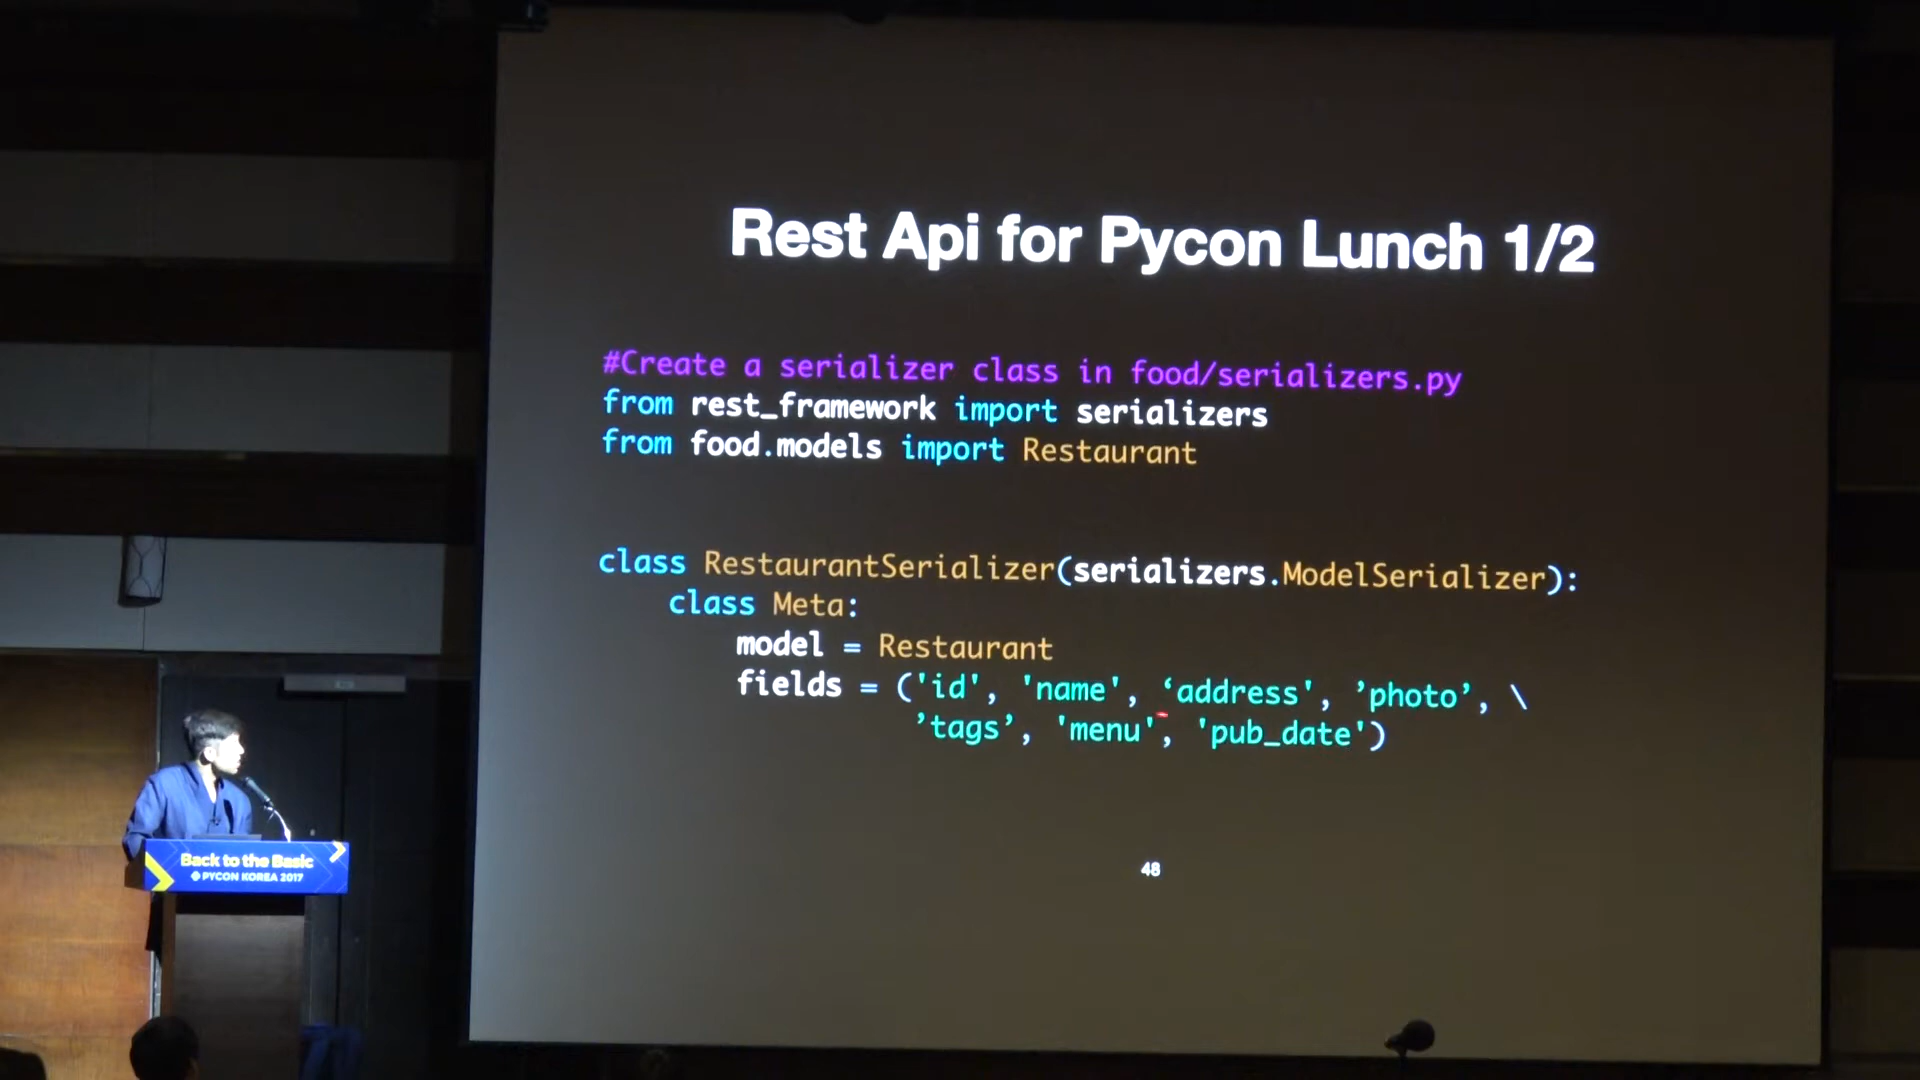 Rest Api for Pycon Lunch 1/2
#Create a serializer class in food/serializers.py
from rest_framework import serializers
from food.models import Restaurant
class RestaurantSerializer(serializers.ModelSerializer):
class Meta:
model = Restaurant
fields = ('id', 'name', ‘address', ’photo’, \
’tags’, 'menu', 'pub_date')
48
Back to the Basic
PYCON KOREA 2017